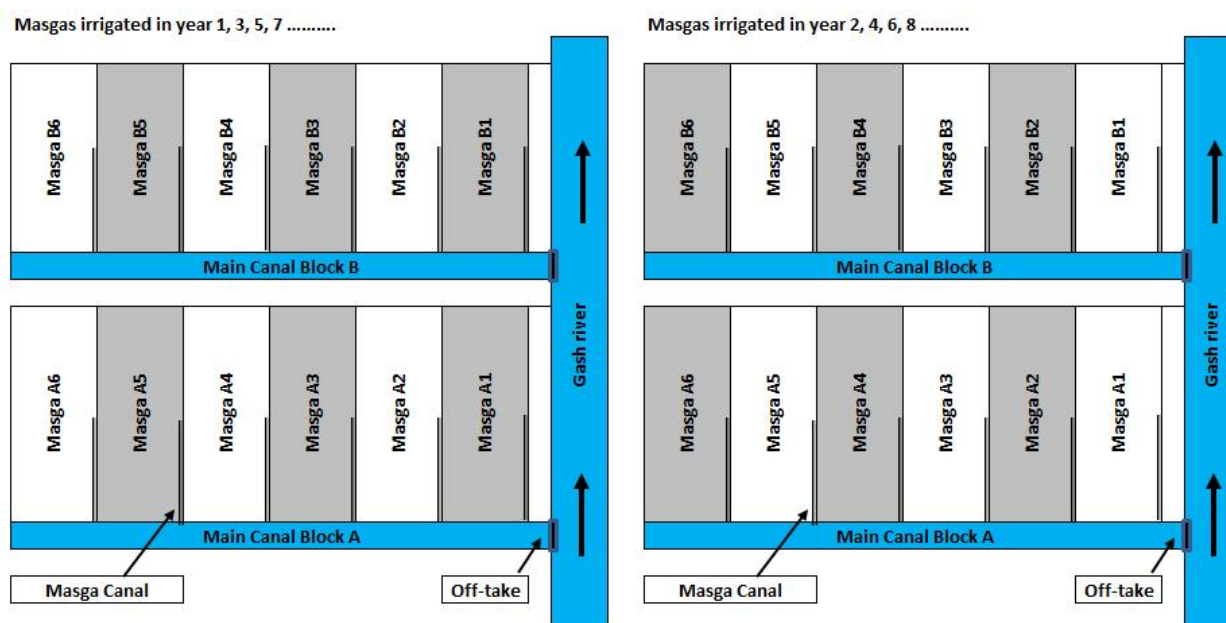 Masgas irrigated in year 1, 3, 5, 7 ……….
Masga B6
Masga B5
Masga B4
Masga B3
Masga B2
Masga B1
Main Canal Block B
Masga A6
Masga A5
Masga A4
Masga A3
Masga A2
Masga A1
Gash river
Main Canal Block A
Masga Canal
Off-take
Masgas irrigated in year 2, 4, 6, 8 ……….
Masga B6
Masga B5
Masga B4
Masga B3
Masga B2
Masga B1
Main Canal Block B
Masga A6
Masga A5
Masga A4
Masga A3
Masga A2
Masga A1
Gash river
Main Canal Block A
Masga Canal
Off-take